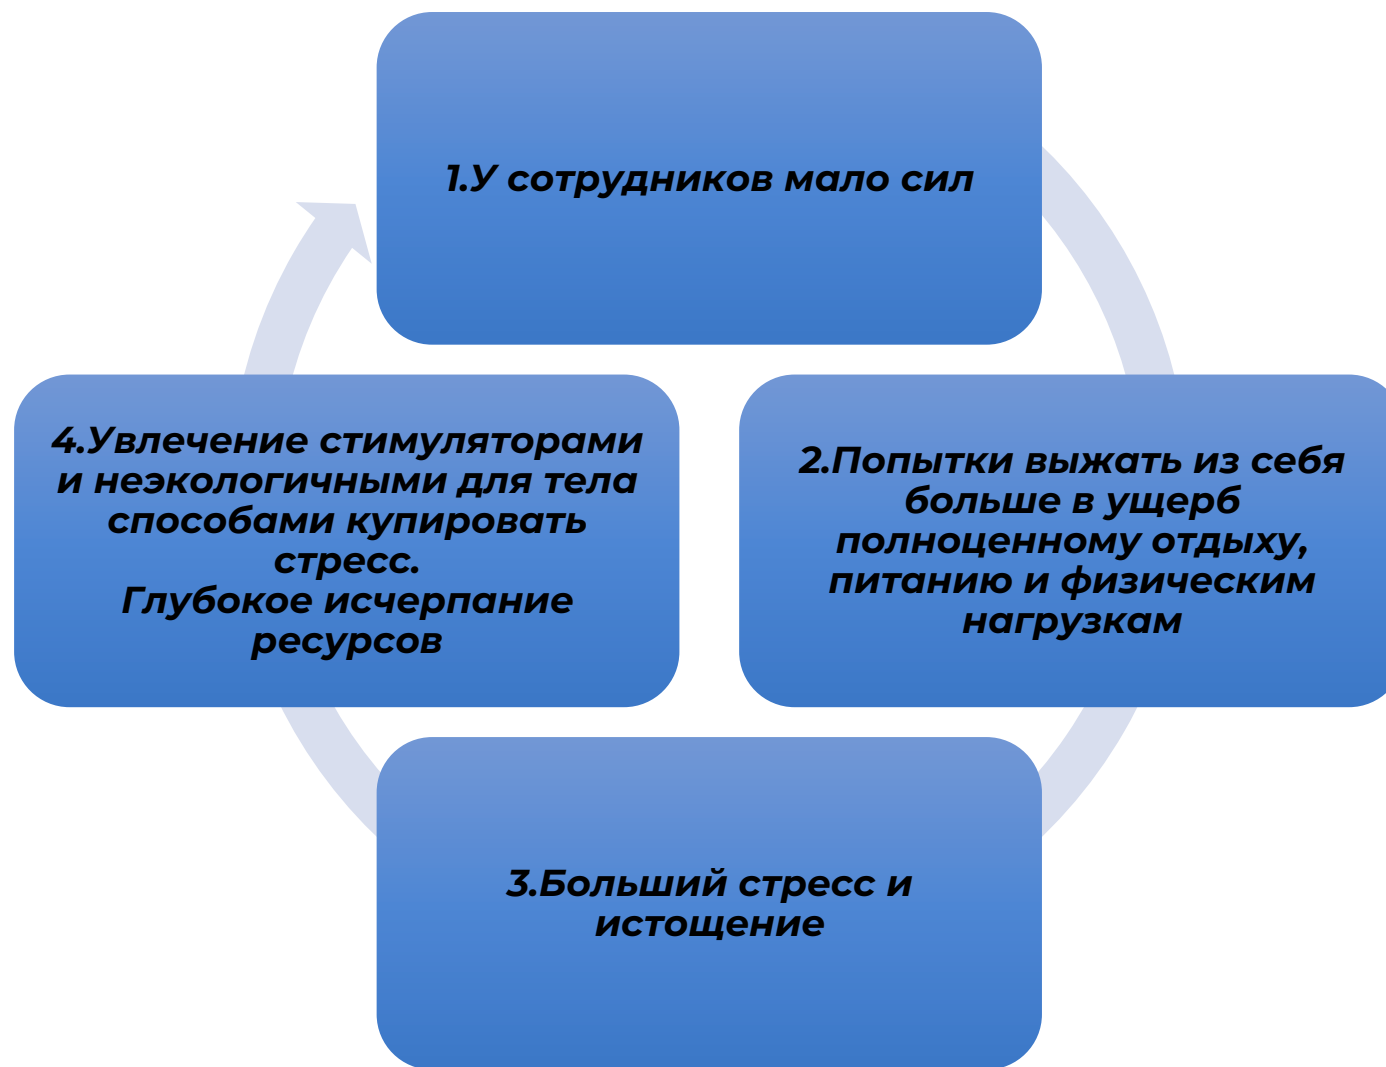 1.У сотрудников мало сил
2.Попытки выжать из себя
больше в ущерб
полноценному отдыху,
питанию и физическим
нагрузкам
3.Больший стресс и
истощение
4.Увлечение стимуляторами
и неэкологичными для тела
способами купировать
стресс.
Глубокое исчерпание
ресурсов